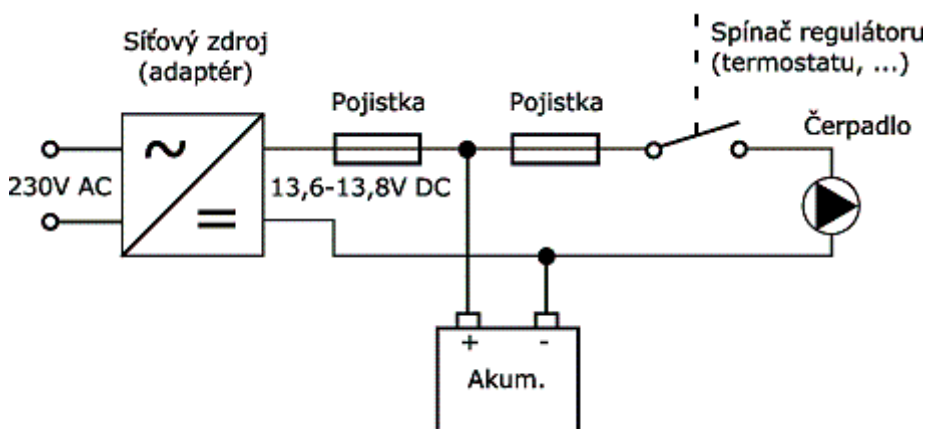 Síťový zdroj
(adaptér)
Spínač regulátoru
(termostatu, ...)
Pojistka
Pojistka
Čerpadlo
230V AC
13,6-13,8V DC
+ -
Akum.